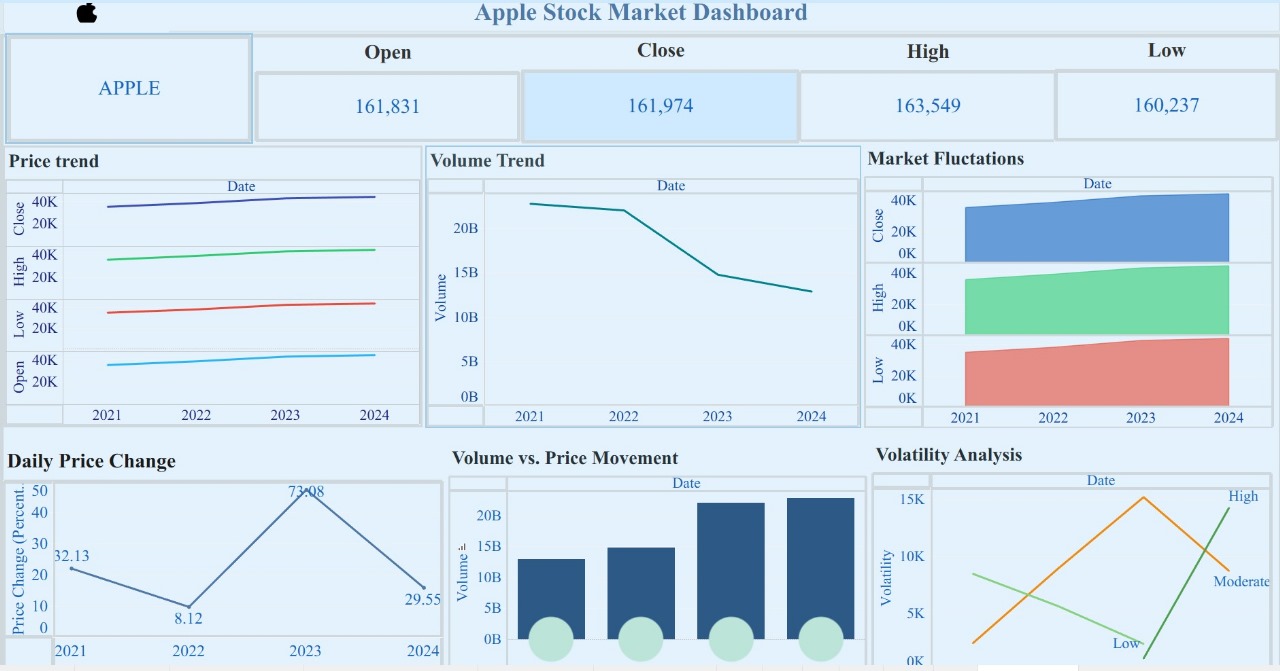 Apple Stock Market Dashboard
APPLE
Open
161,831
Close
161,974
High
163,549
Low
160,237
Price trend
Date
Close
40K
20K
High
40K
20K
Low
40K
20K
Open
40K
20K
2021 2022 2023 2024
Volume Trend
Date
Volume
20B
15B
10B
5B
0B
2021 2022 2023 2024
Market Fluctations
Date
Close
40K
20K
0K
High
40K
20K
0K
Low
40K
20K
0K
2021 2022 2023 2024
Daily Price Change
Price Change (Percent..
50
40
30
20
10
0
32.13
8.12
73.08
29.55
2021 2022 2023 2024
Volume vs. Price Movement
Date
Volume
20B
15B
10B
5B
0B
Volatility Analysis
Date
Volatility
15K
10K
5K
0K
High
Moderate
Low